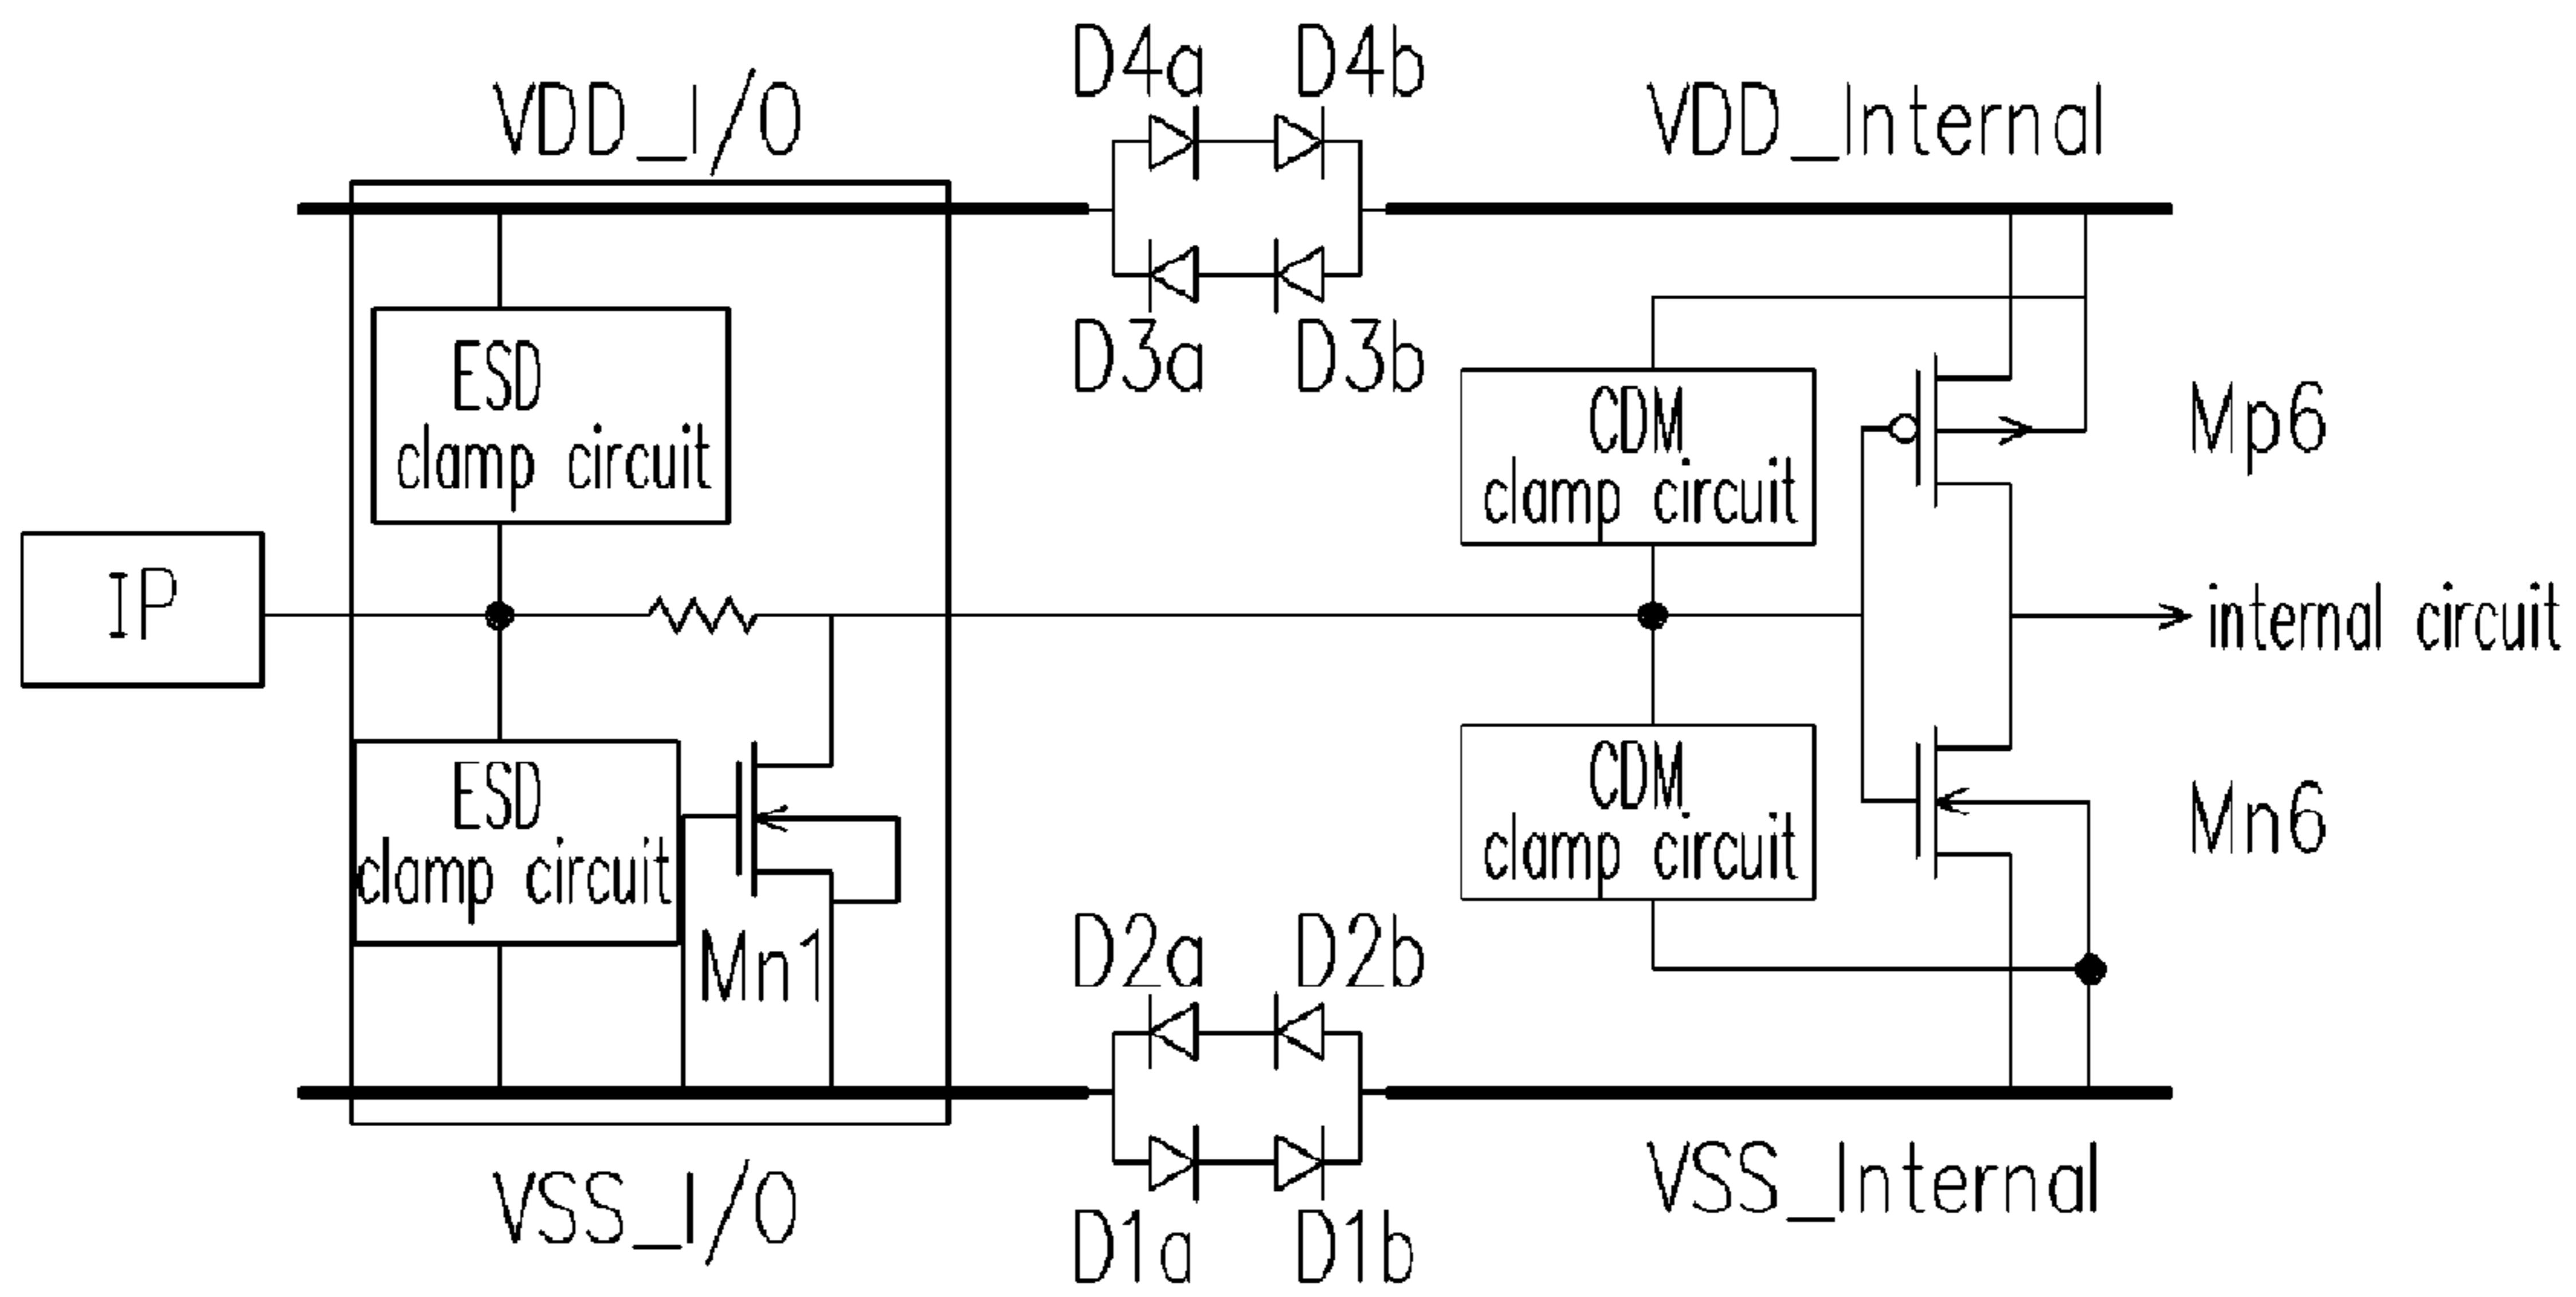 D4a D4b
VDD_I/O
VDD_Internal
D3a D3b
ESD
clamp circuit
CDM
clamp circuit
Mp6
IP
internal circuit
ESD
clamp circuit
Mn1
CDM
clamp circuit
Mn6
D2a D2b
VSS_I/O
VSS_Internal
D1a D1b